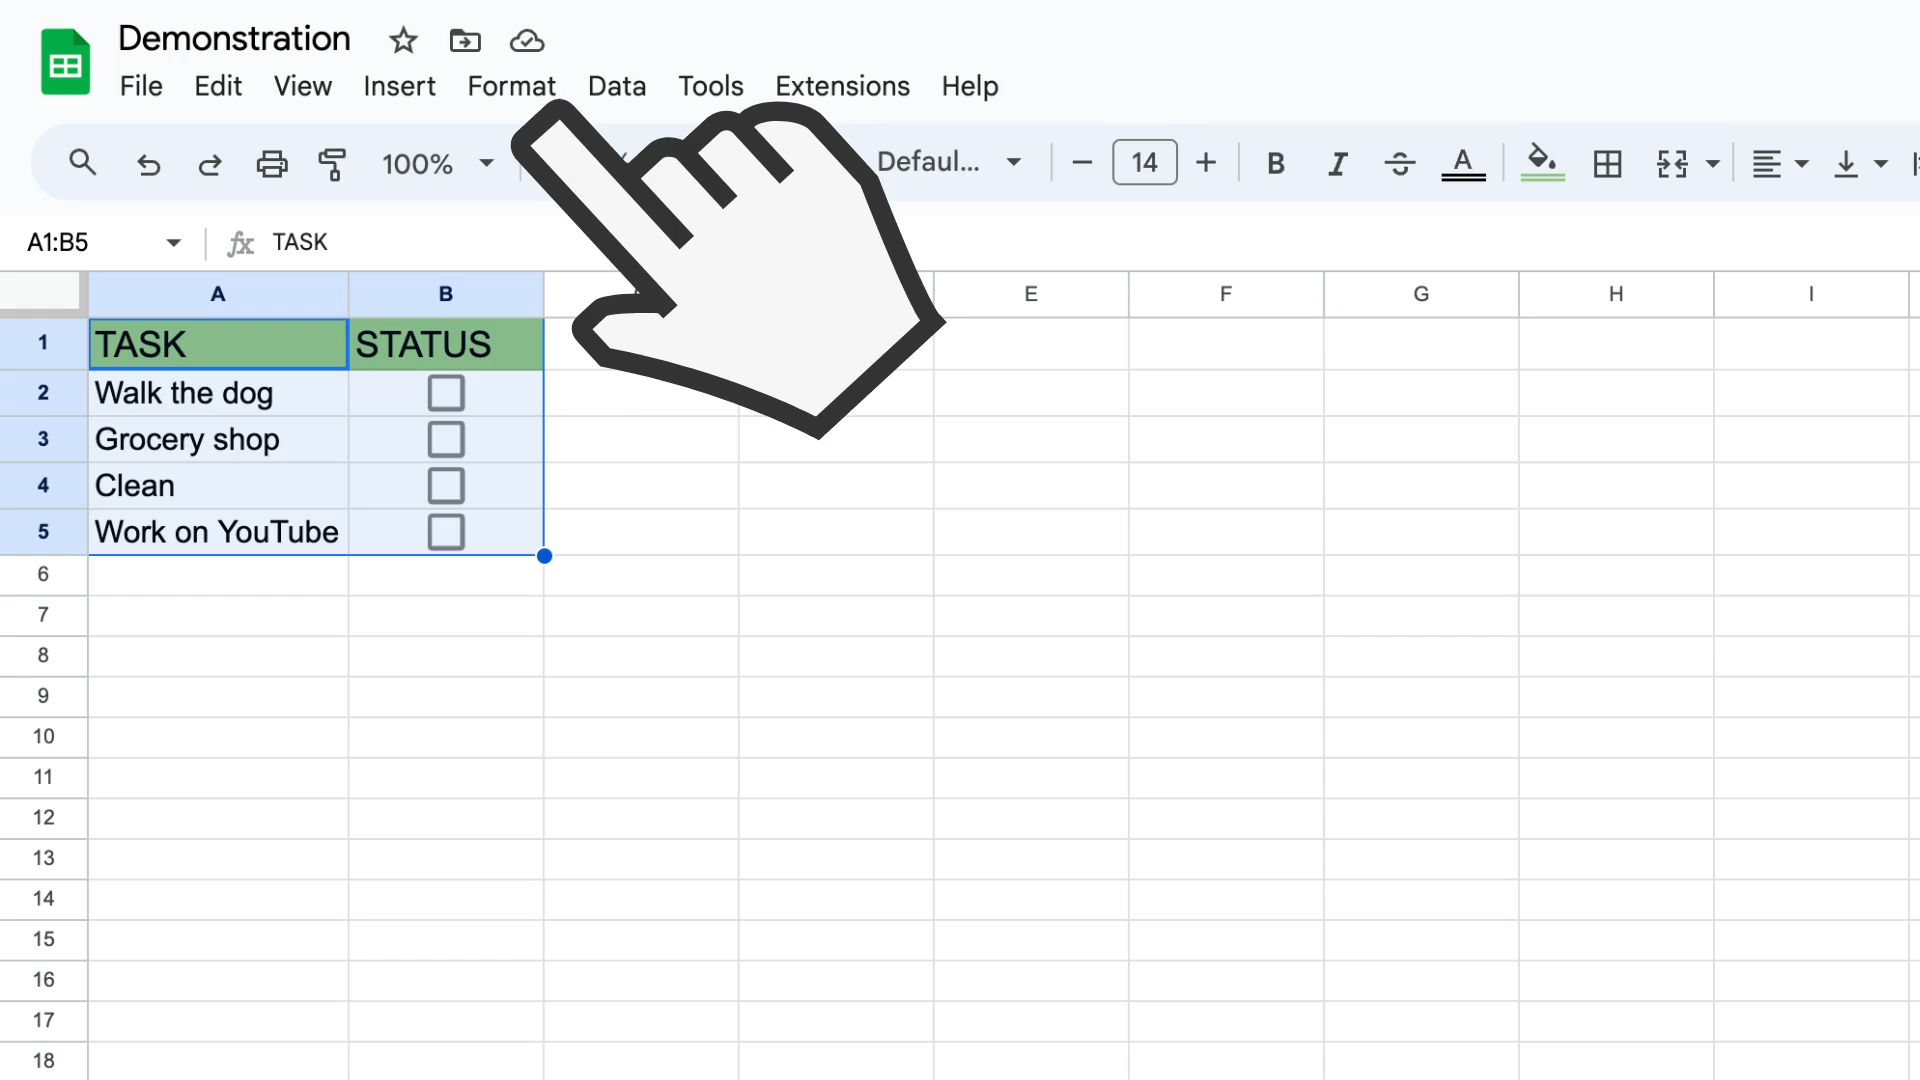 Demonstration
File Edit View Insert Format Data Tools Extensions Help
100% Defaul... − 14 + B I S A
A1:B5 fx TASK
A B E F G H I
1 TASK STATUS
2 Walk the dog
3 Grocery shop
4 Clean
5 Work on YouTube
6
7
8
9
10
11
12
13
14
15
16
17
18